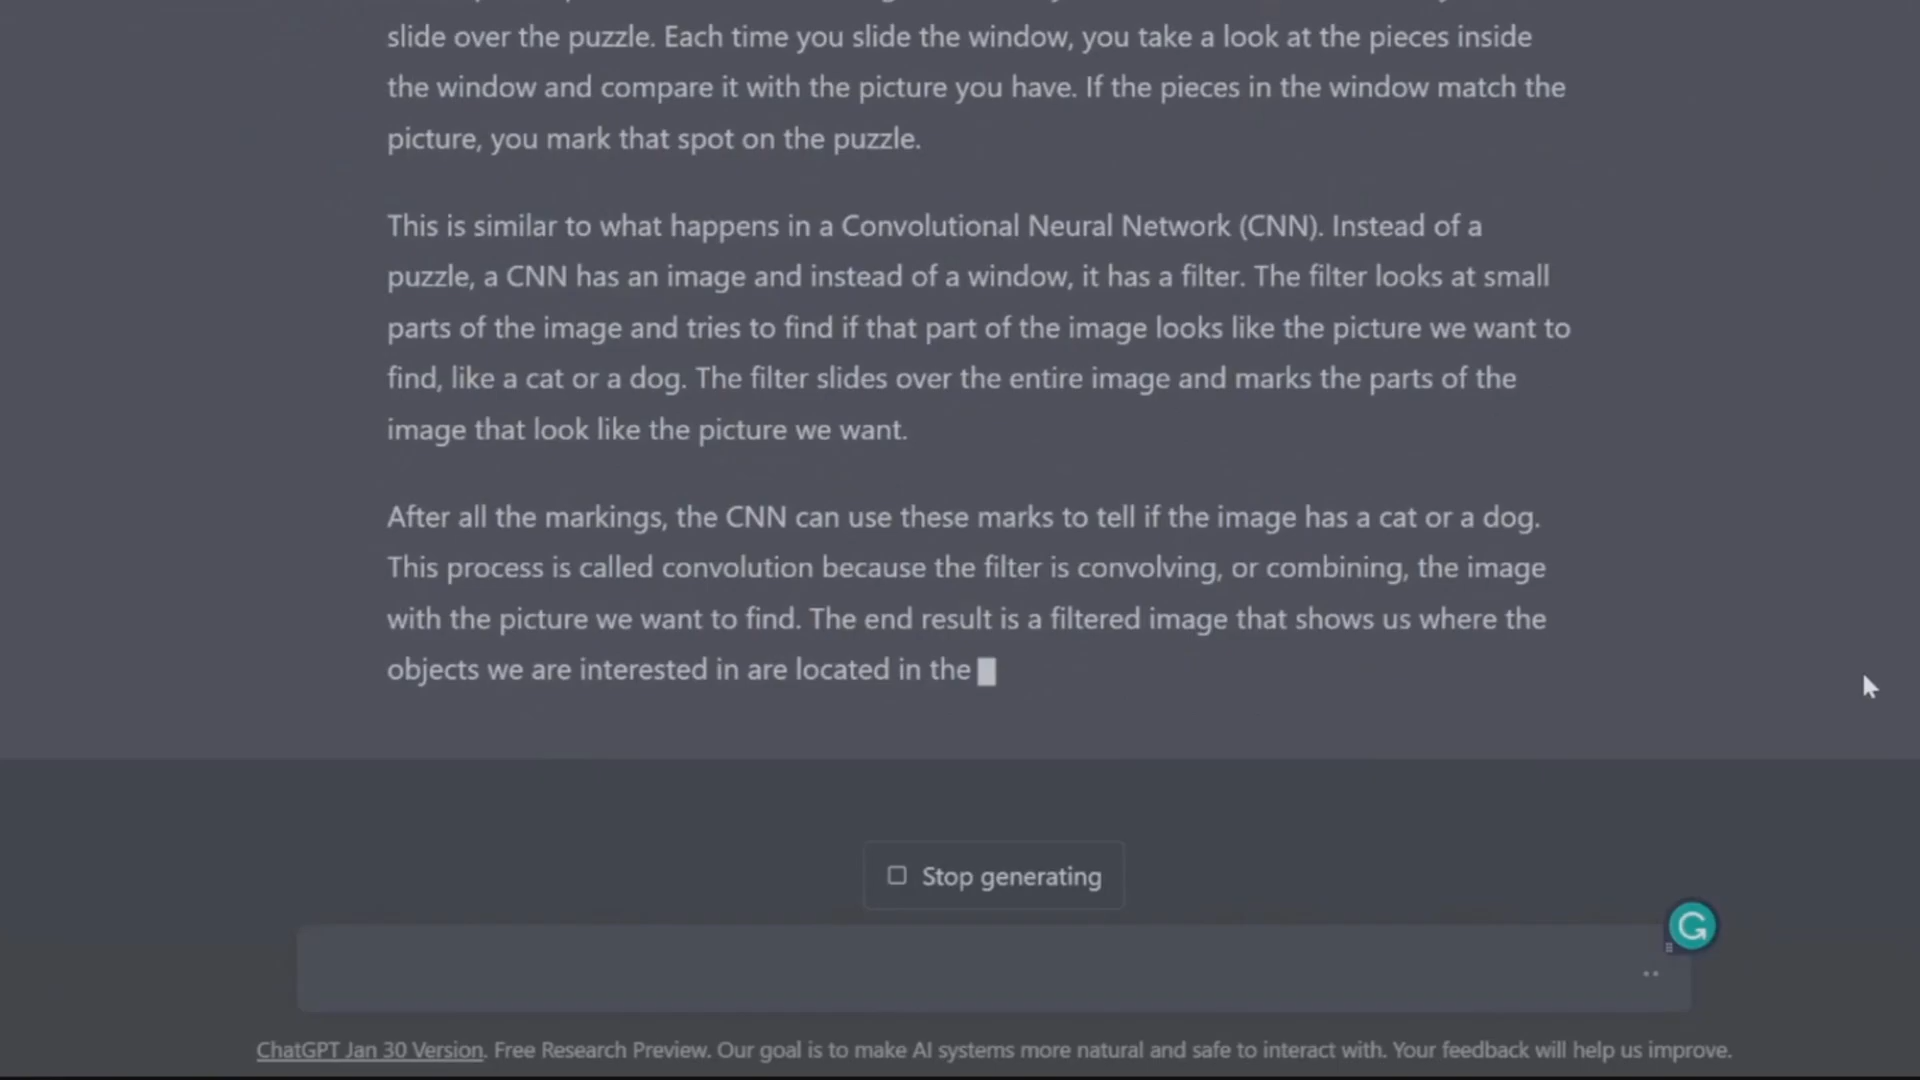 slide over the puzzle. Each time you slide the window, you take a look at the pieces inside
the window and compare it with the picture you have. If the pieces in the window match the
picture, you mark that spot on the puzzle.
This is similar to what happens in a Convolutional Neural Network (CNN). Instead of a
puzzle, a CNN has an image and instead of a window, it has a filter. The filter looks at small
parts of the image and tries to find if that part of the image looks like the picture we want to
find, like a cat or a dog. The filter slides over the entire image and marks the parts of the
image that look like the picture we want.
After all the markings, the CNN can use these marks to tell if the image has a cat or a dog.
This process is called convolution because the filter is convolving, or combining, the image
with the picture we want to find. The end result is a filtered image that shows us where the
objects we are interested in are located in the
Stop generating
ChatGPT Jan 30 Version. Free Research Preview. Our goal is to make AI systems more natural and safe to interact with. Your feedback will help us improve.